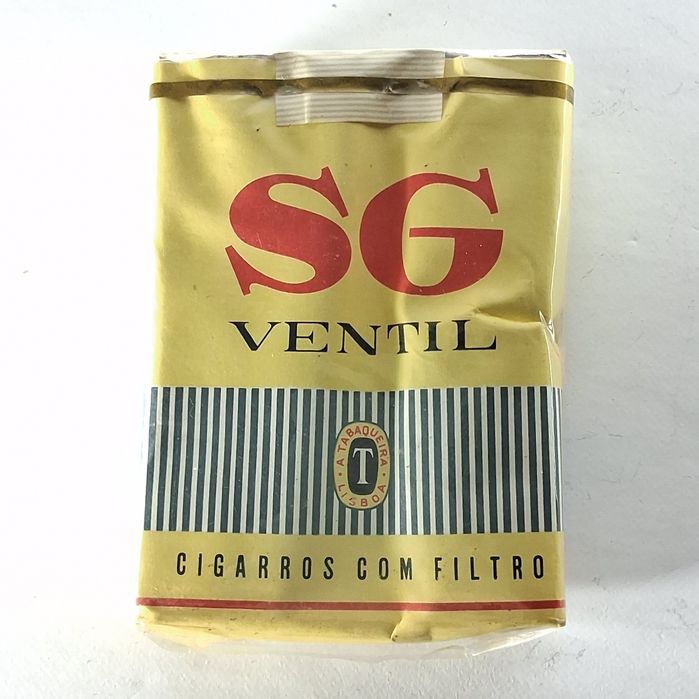 SG
VENTIL
A TABAQUEIRA
T
LISBOA
CIGARROS COM FILTRO